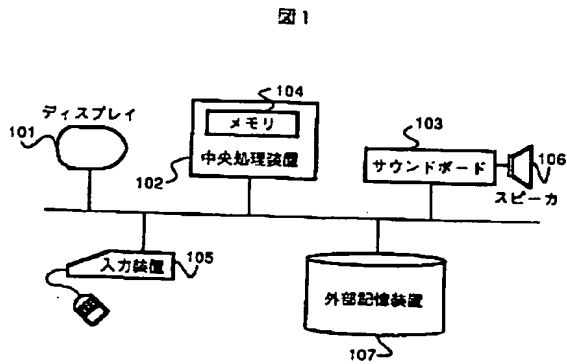 図1
ディスプレイ
101
104
メモリ
中央処理装置
102
103
サウンドボード
106
スピーカ
入力装置
105
外部記憶装置
107